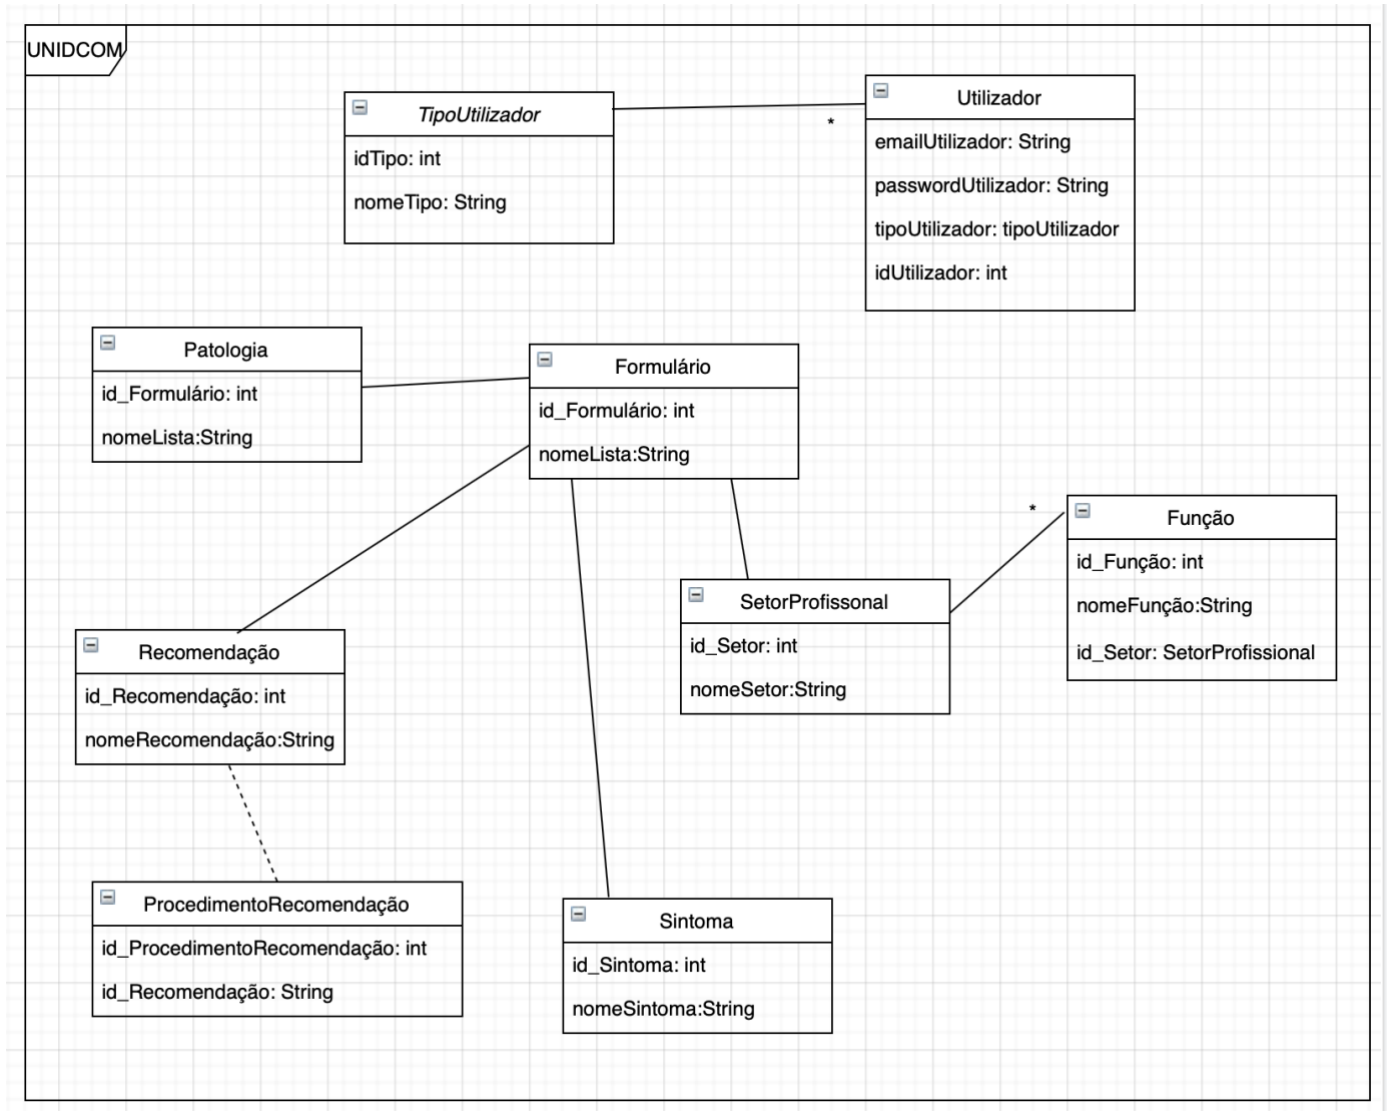 UNIDCOM
TipoUtilizador
idTipo: int
nomeTipo: String
*
Utilizador
emailUtilizador: String
passwordUtilizador: String
tipoUtilizador: tipoUtilizador
idUtilizador: int
Patologia
id_Formulário: int
nomeLista:String
Formulário
id_Formulário: int
nomeLista:String
*
Função
id_Função: int
nomeFunção:String
id_Setor: SetorProfissional
SetorProfissonal
id_Setor: int
nomeSetor:String
Recomendação
id_Recomendação: int
nomeRecomendação:String
ProcedimentoRecomendação
id_ProcedimentoRecomendação: int
id_Recomendação: String
Sintoma
id_Sintoma: int
nomeSintoma:String